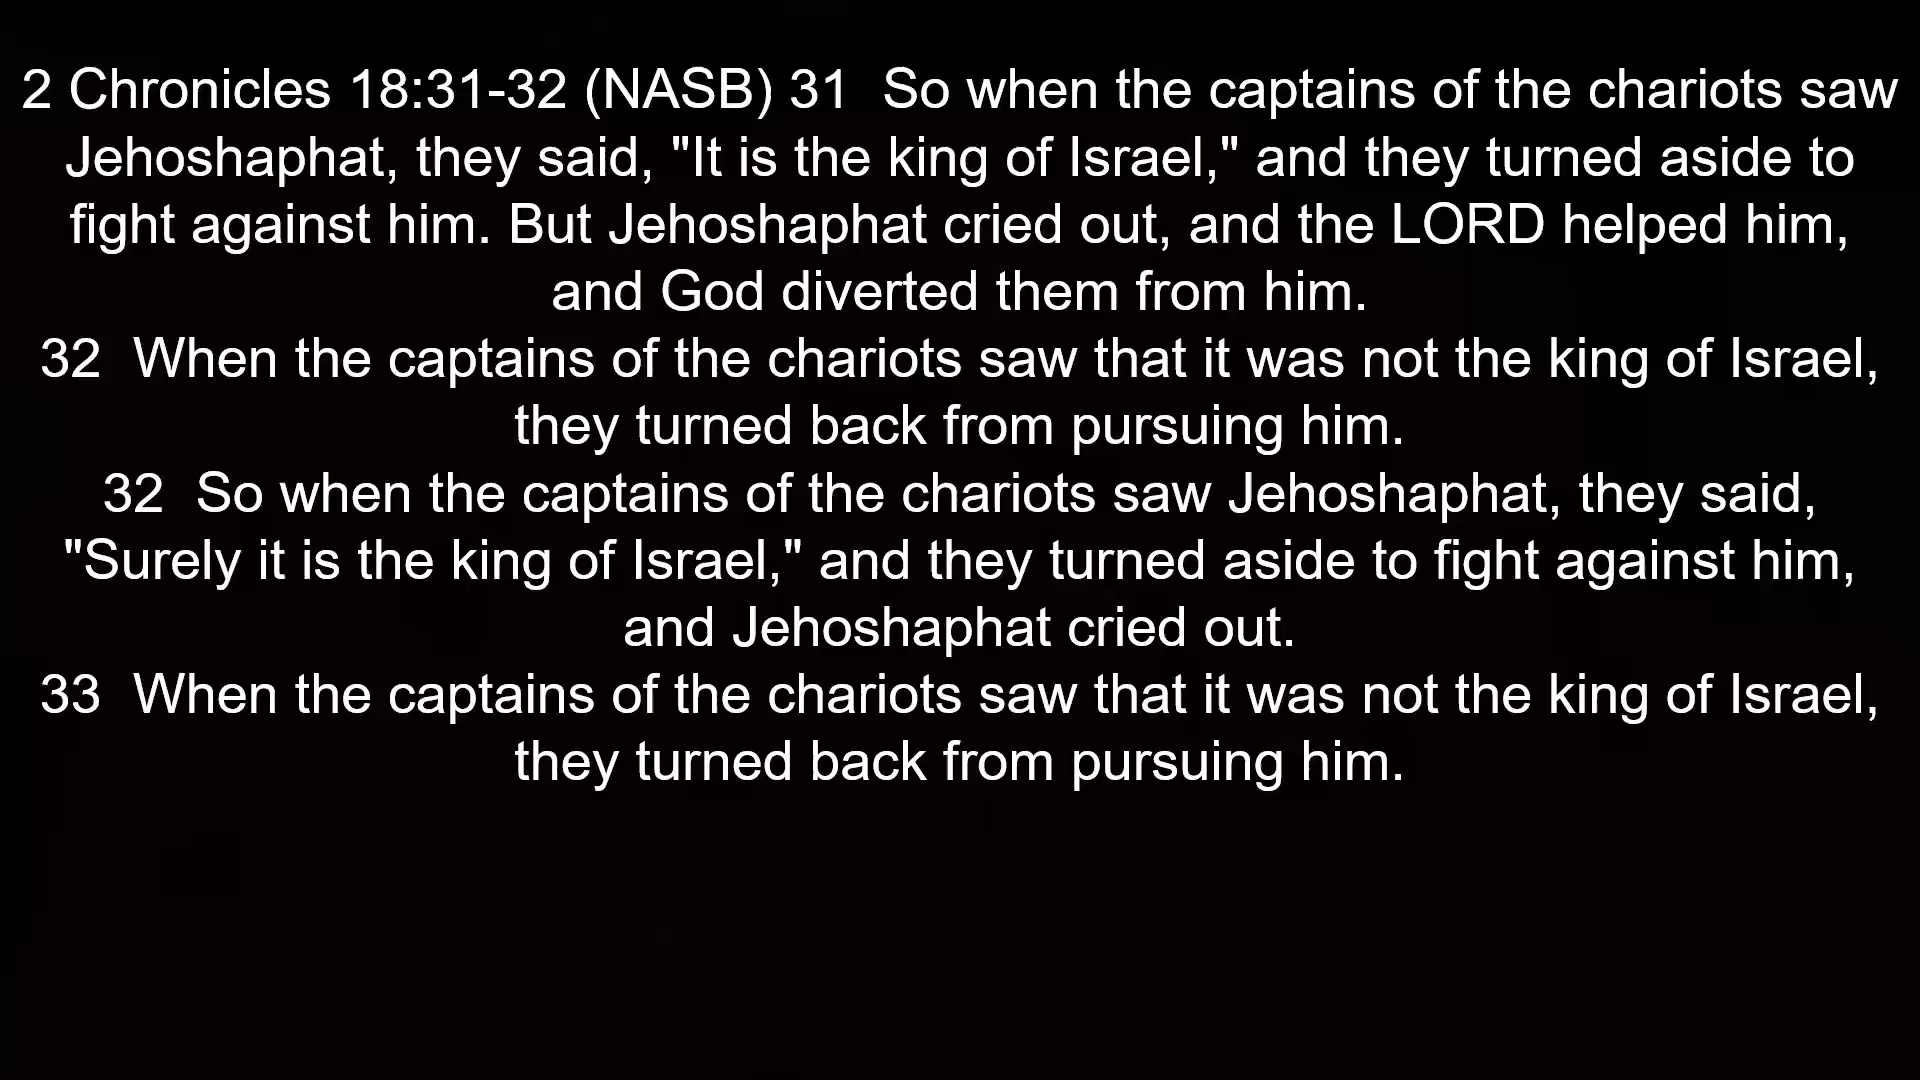 2 Chronicles 18:31-32 (NASB) 31  So when the captains of the chariots saw
Jehoshaphat, they said, "It is the king of Israel," and they turned aside to
fight against him. But Jehoshaphat cried out, and the LORD helped him,
and God diverted them from him.
32  When the captains of the chariots saw that it was not the king of Israel,
they turned back from pursuing him.
32  So when the captains of the chariots saw Jehoshaphat, they said,
"Surely it is the king of Israel," and they turned aside to fight against him,
and Jehoshaphat cried out.
33  When the captains of the chariots saw that it was not the king of Israel,
they turned back from pursuing him.